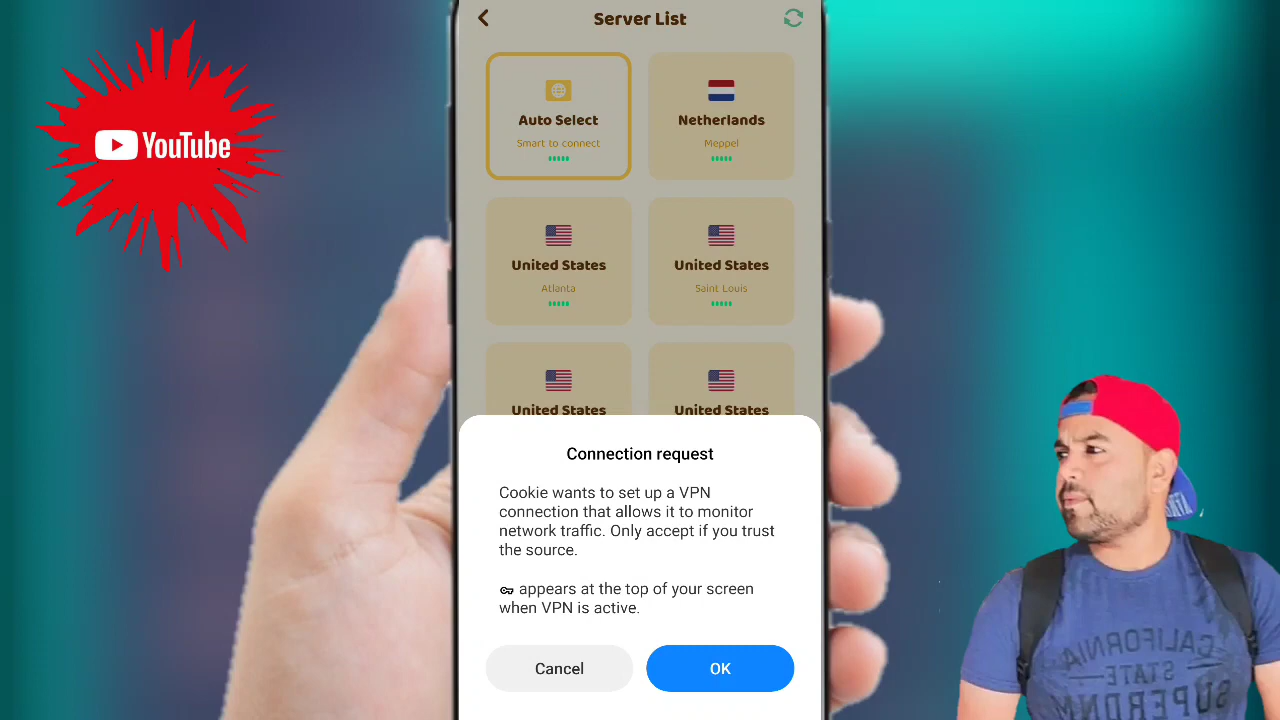 Server List
YouTube
Auto Select
Smart to connect
Netherlands
Meppel
United States
Atlanta
United States
Saint Louis
United States
United States
Connection request
Cookie wants to set up a VPN
connection that allows it to monitor
network traffic. Only accept if you trust
the source.
appears at the top of your screen
when VPN is active.
Cancel
OK
CALIFORNIA
STATE
SUPERDRY